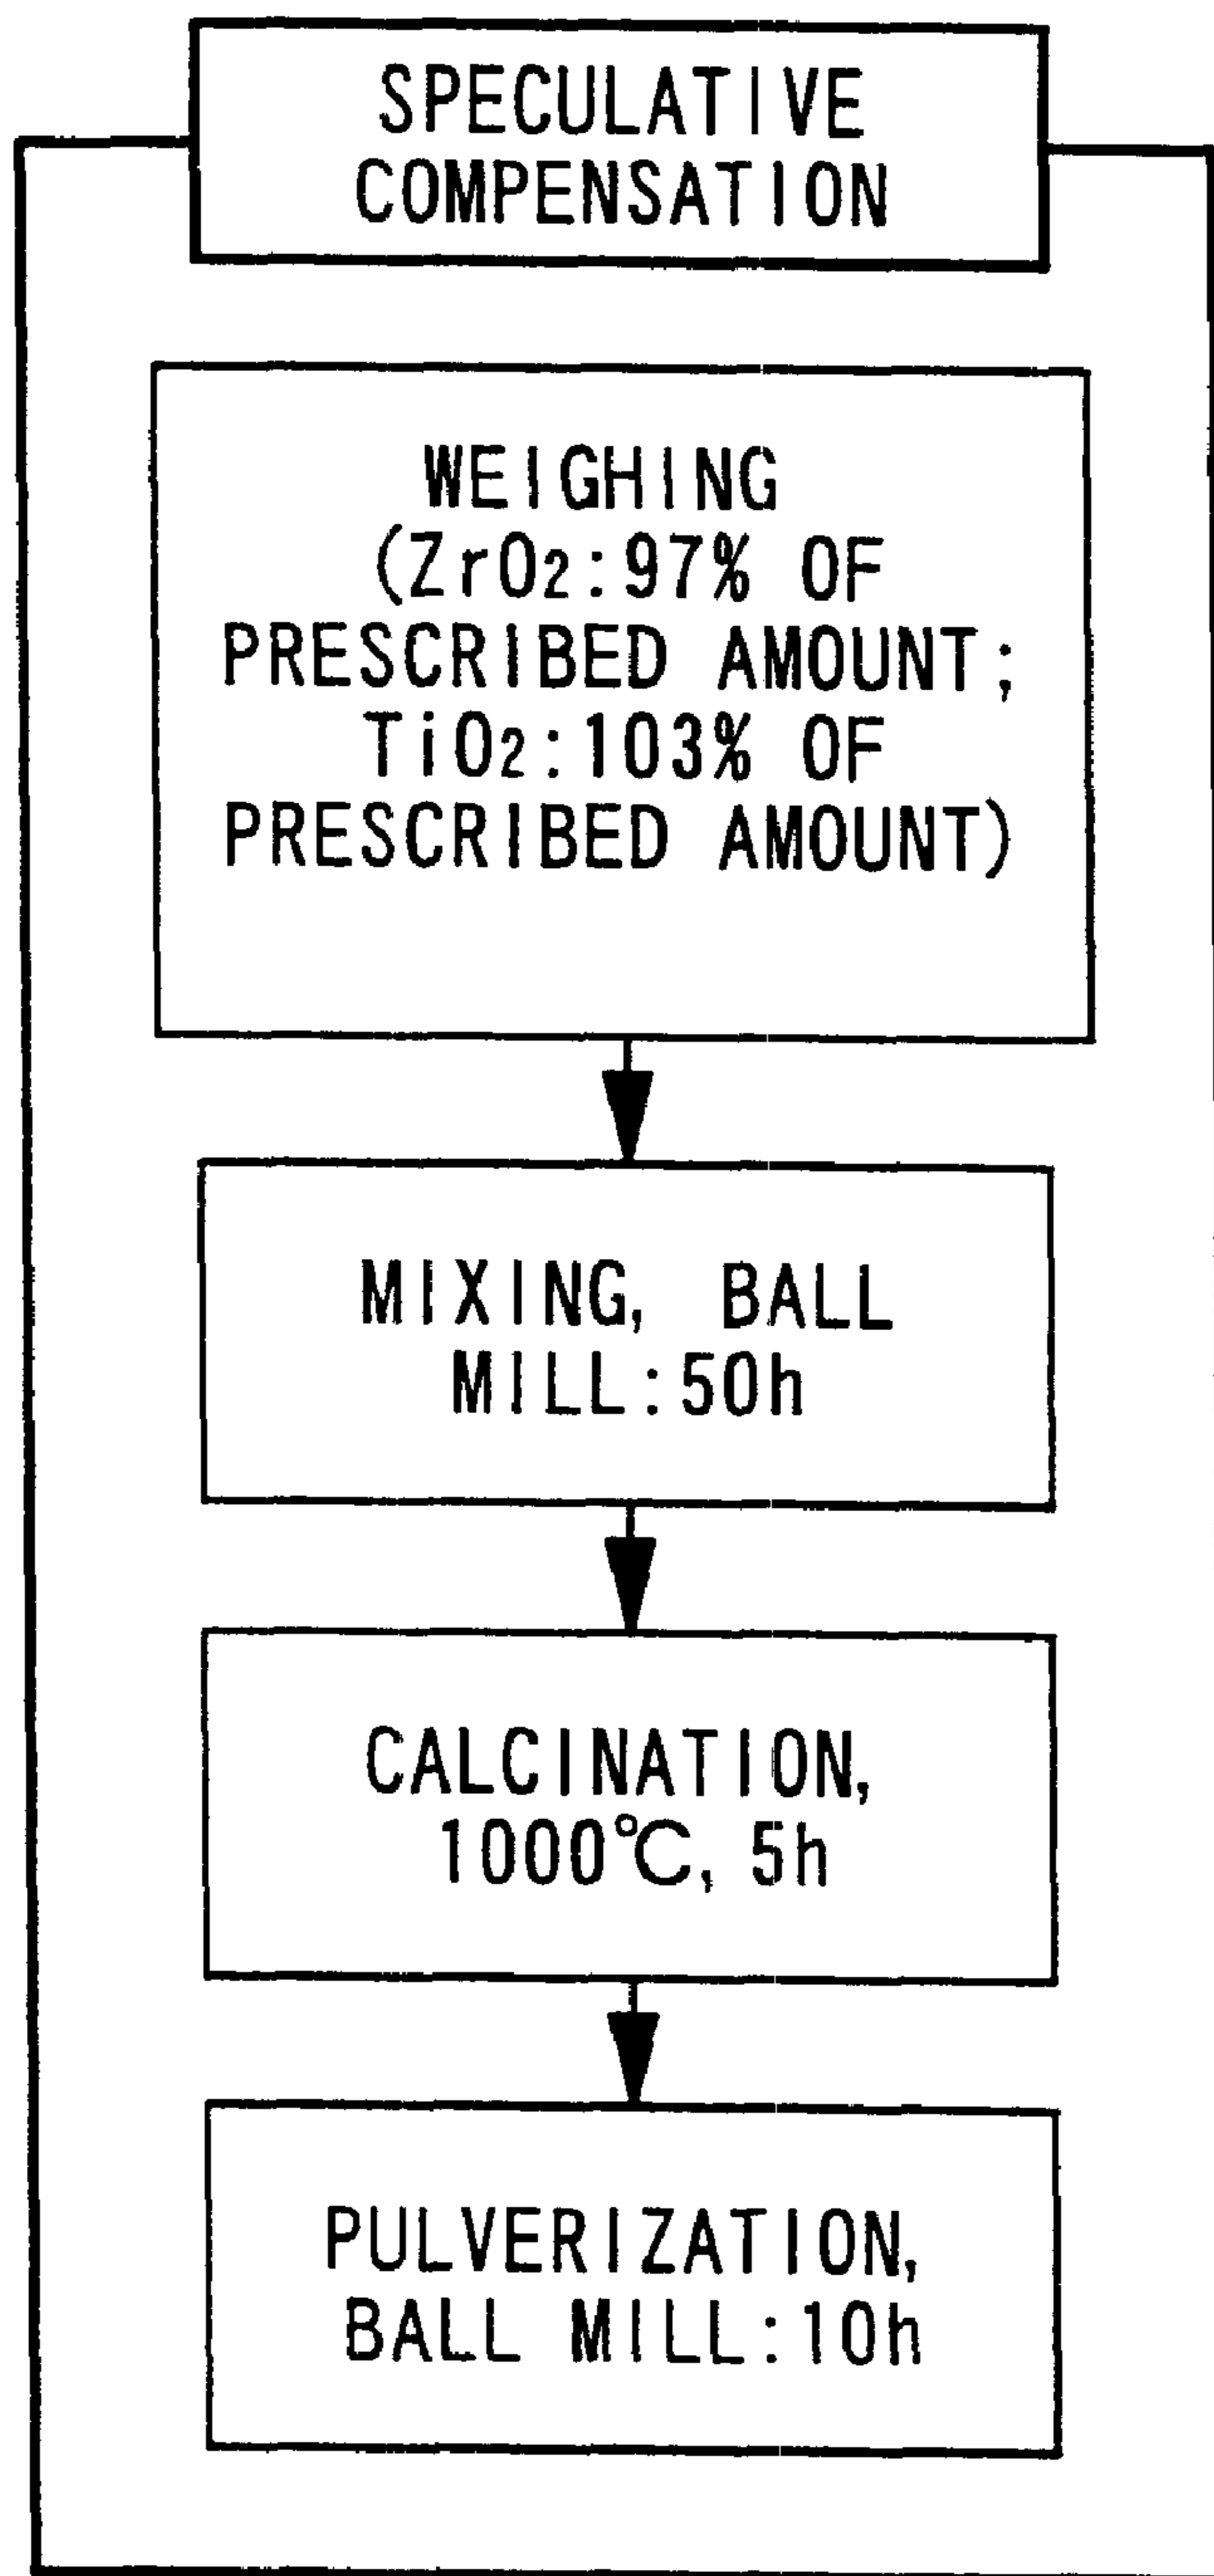 SPECULATIVE
COMPENSATION
WEIGHING
(ZrO2:97% OF
PRESCRIBED AMOUNT;
TiO2:103% OF
PRESCRIBED AMOUNT)
MIXING, BALL
MILL:50h
CALCINATION,
1000℃, 5h
PULVERIZATION,
BALL MILL:10h